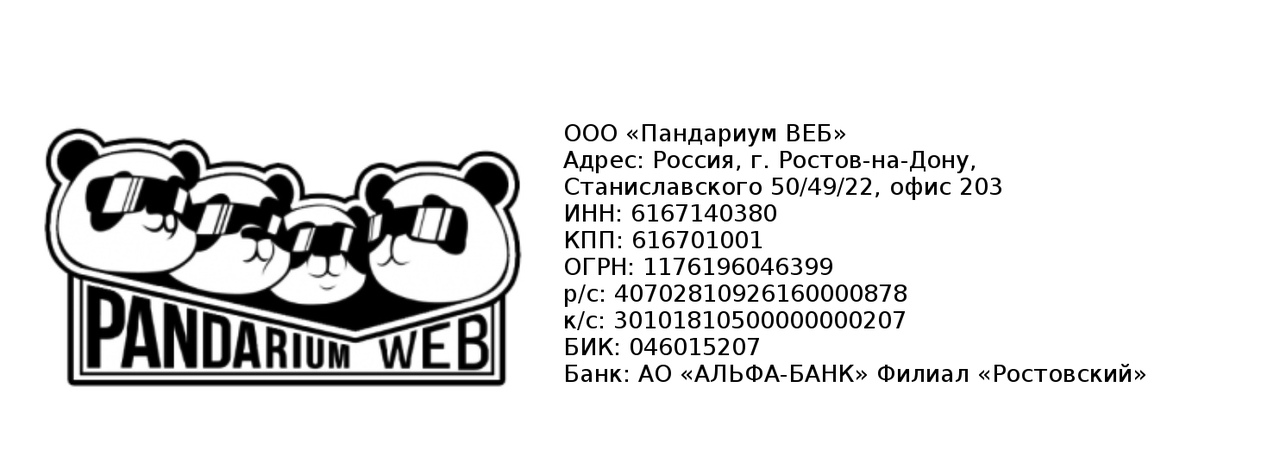 PANDARIUM WEB
ООО «Пандариум ВЕБ»
Адрес: Россия, г. Ростов-на-Дону,
Станиславского 50/49/22, офис 203
ИНН: 6167140380
КПП: 616701001
ОГРН: 1176196046399
р/с: 40702810926160000878
к/с: 30101810500000000207
БИК: 046015207
Банк: АО «АЛЬФА-БАНК» Филиал «Ростовский»